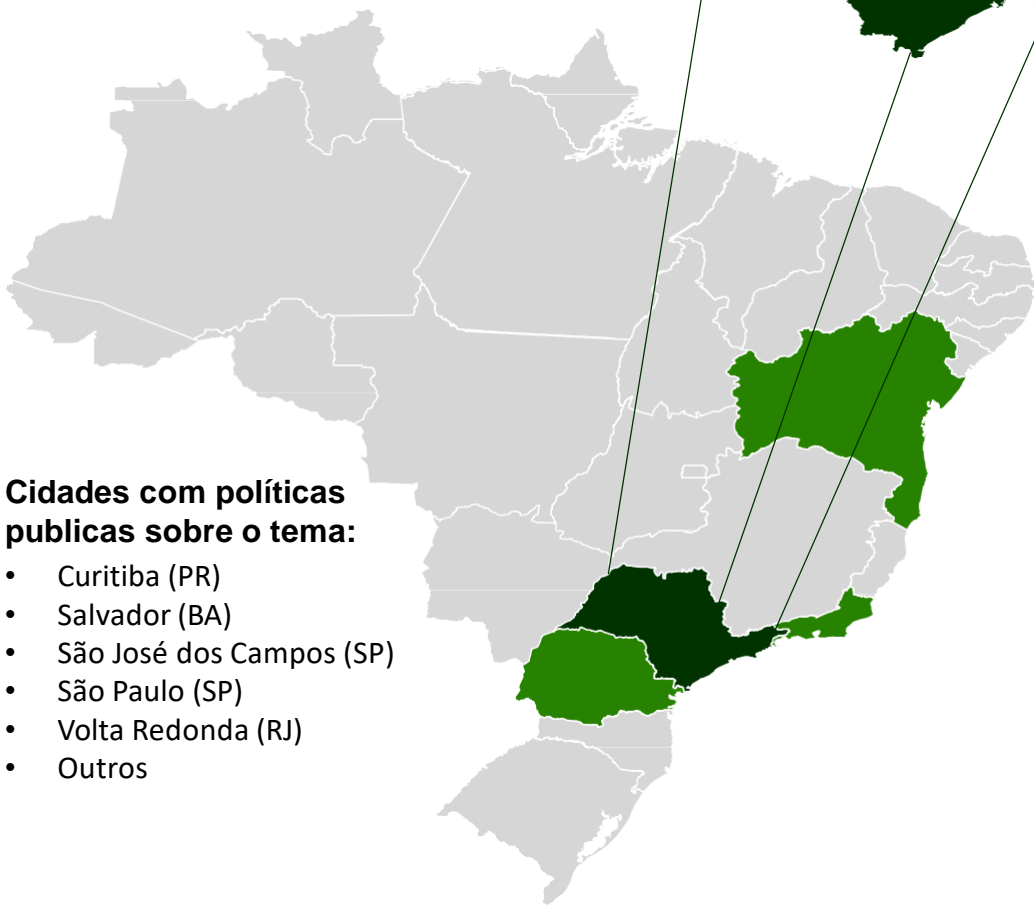 Cidades com políticas
publicas sobre o tema:
• Curitiba (PR)
• Salvador (BA)
• São José dos Campos (SP)
• São Paulo (SP)
• Volta Redonda (RJ)
• Outros